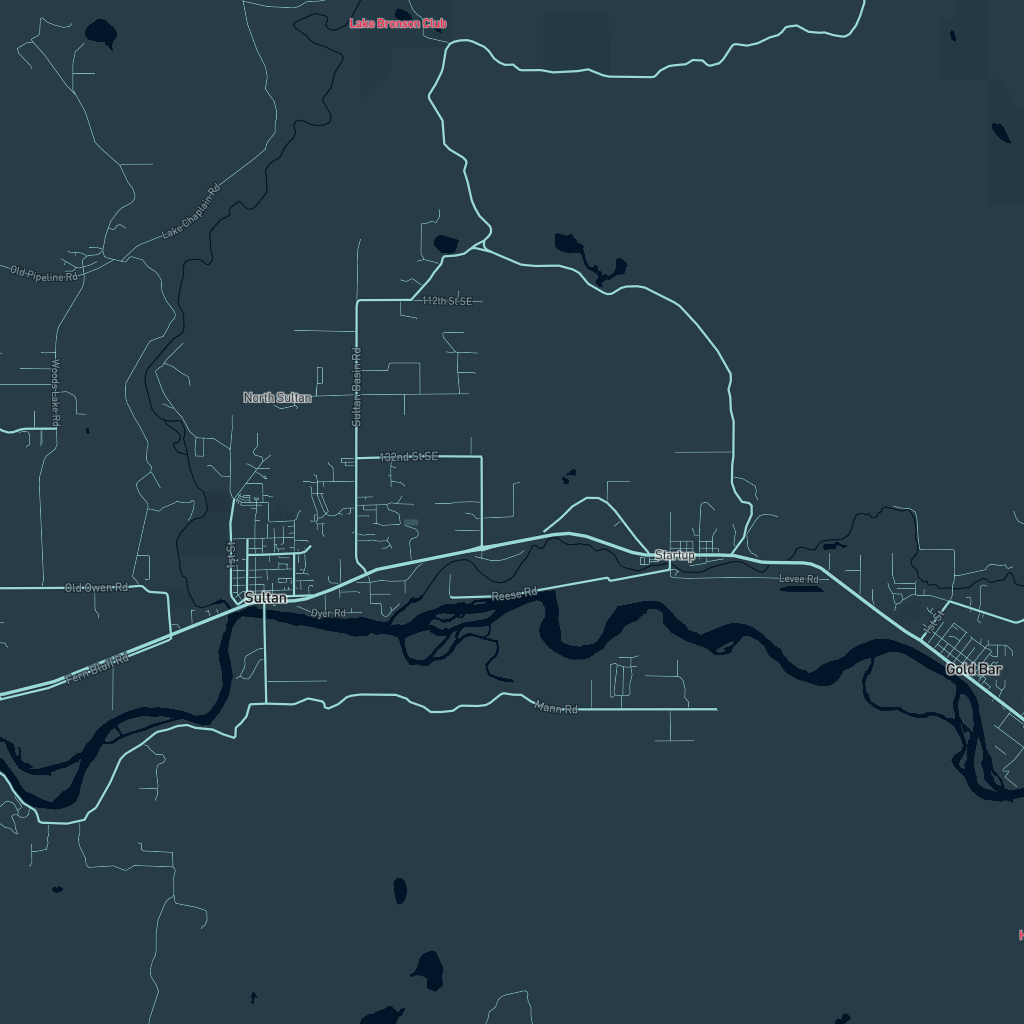 Lake Bronson Club
Lake Chaplain Rd
Old Pipeline Rd
112th St SE
Woods Lake Rd
Sultan Basin Rd
North Sultan
132nd St SE
1st St
Startup
Levee Rd
Old Owen Rd
Sultan
Reese Rd
Dyer Rd
1st St
Fern Bluff Rd
Gold Bar
Mann Rd